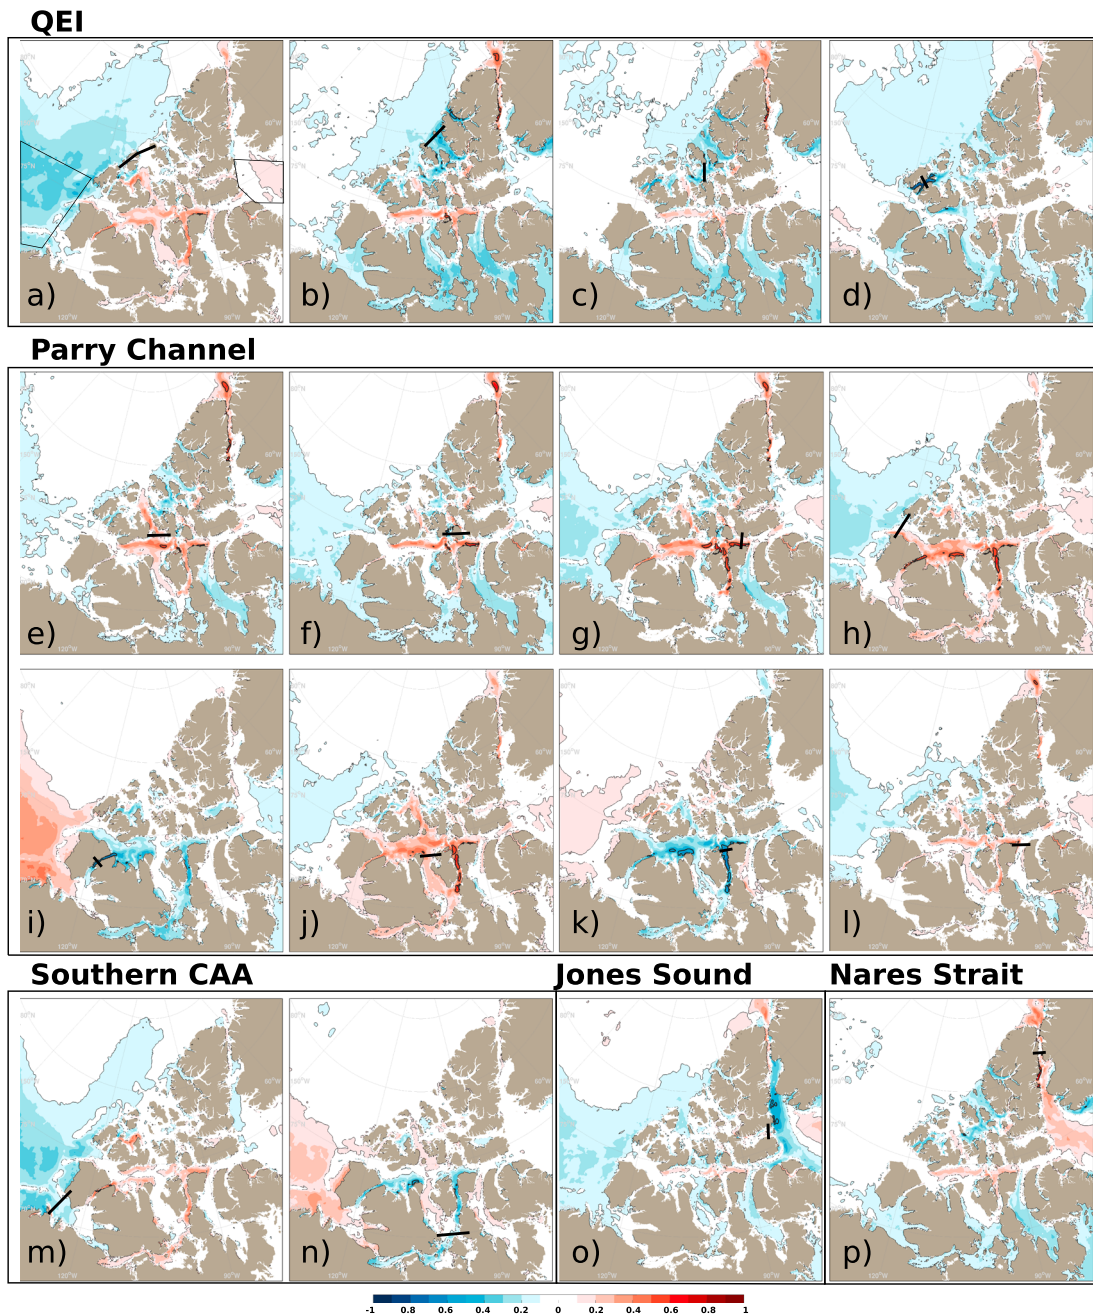 QEI
a) b) c) d)
Parry Channel
e) f) g) h)
i) j) k) l)
Southern CAA Jones Sound Nares Strait
m) n) o) p)
-1 0.8 0.6 0.4 0.2 0 0.2 0.4 0.6 0.8 1